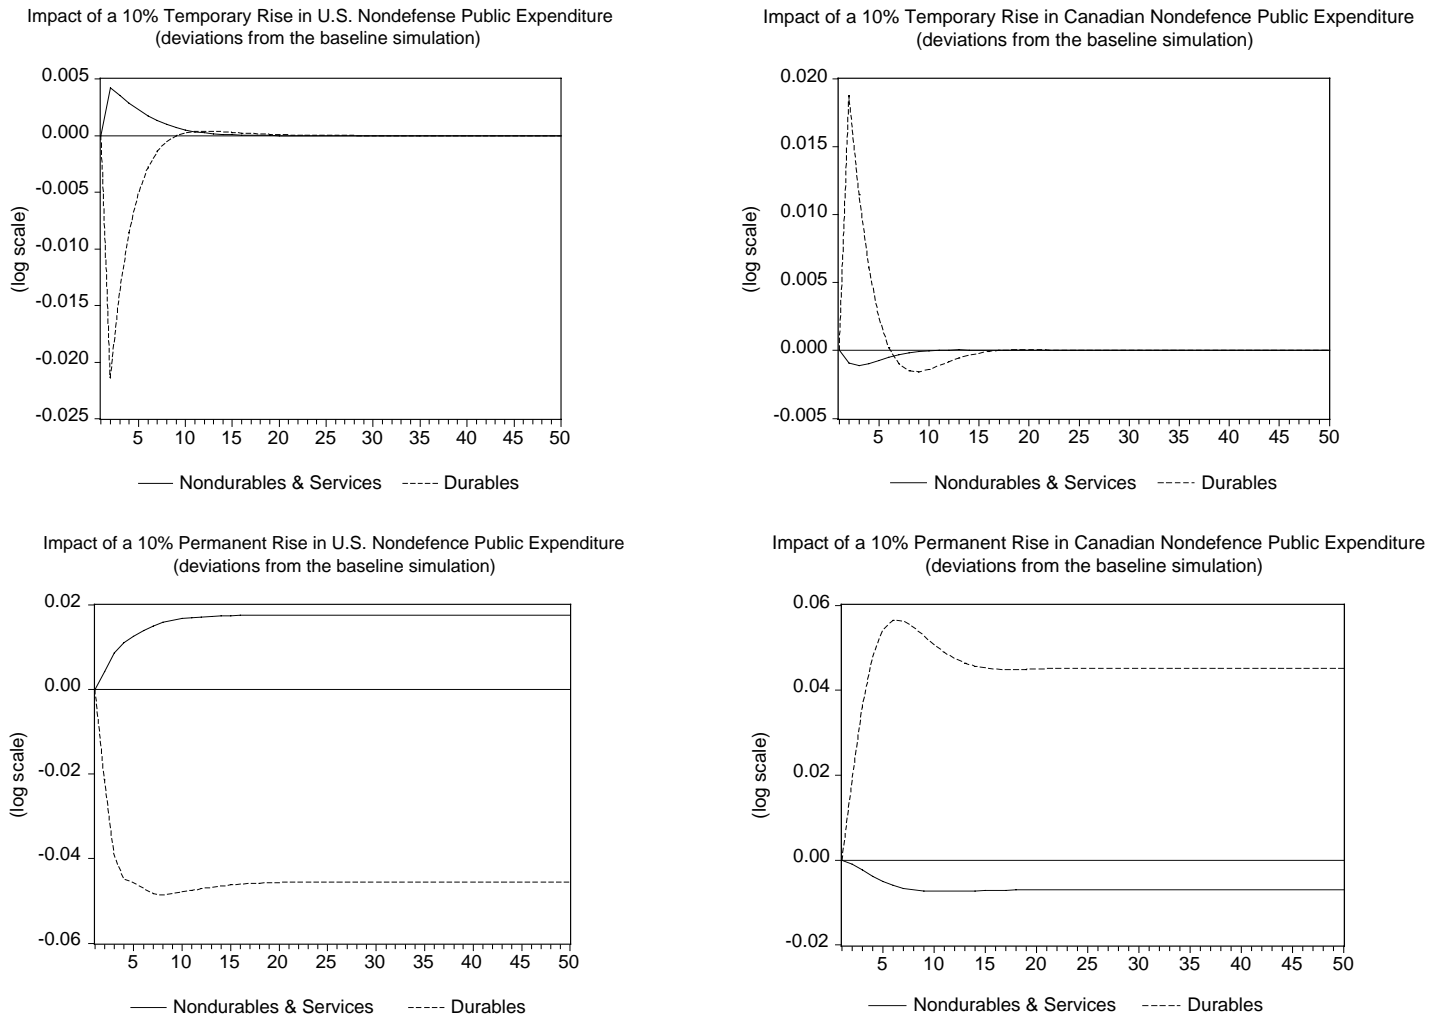 Impact of a 10% Temporary Rise in U.S. Nondefense Public Expenditure
(deviations from the baseline simulation)
0.005
0.000
-0.005
-0.010
-0.015
-0.020
-0.025
(log scale)
5 10 15 20 25 30 35 40 45 50
Nondurables & Services Durables
Impact of a 10% Temporary Rise in Canadian Nondefence Public Expenditure
(deviations from the baseline simulation)
0.020
0.015
0.010
0.005
0.000
-0.005
(log scale)
5 10 15 20 25 30 35 40 45 50
Nondurables & Services Durables
Impact of a 10% Permanent Rise in U.S. Nondefence Public Expenditure
(deviations from the baseline simulation)
0.02
0.00
-0.02
-0.04
-0.06
(log scale)
5 10 15 20 25 30 35 40 45 50
Nondurables & Services Durables
Impact of a 10% Permanent Rise in Canadian Nondefence Public Expenditure
(deviations from the baseline simulation)
0.06
0.04
0.02
0.00
-0.02
(log scale)
5 10 15 20 25 30 35 40 45 50
Nondurables & Services Durables